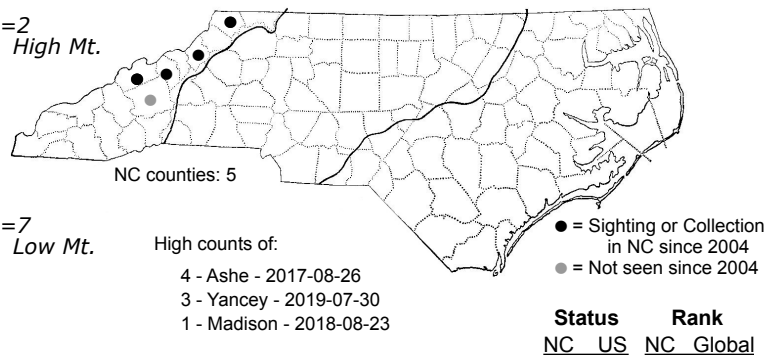 =2
High Mt.
NC counties: 5
=7
Low Mt.
High counts of:
4 - Ashe - 2017-08-26
3 - Yancey - 2019-07-30
1 - Madison - 2018-08-23
= Sighting or Collection
in NC since 2004
= Not seen since 2004
Status Rank
NC US NC Global